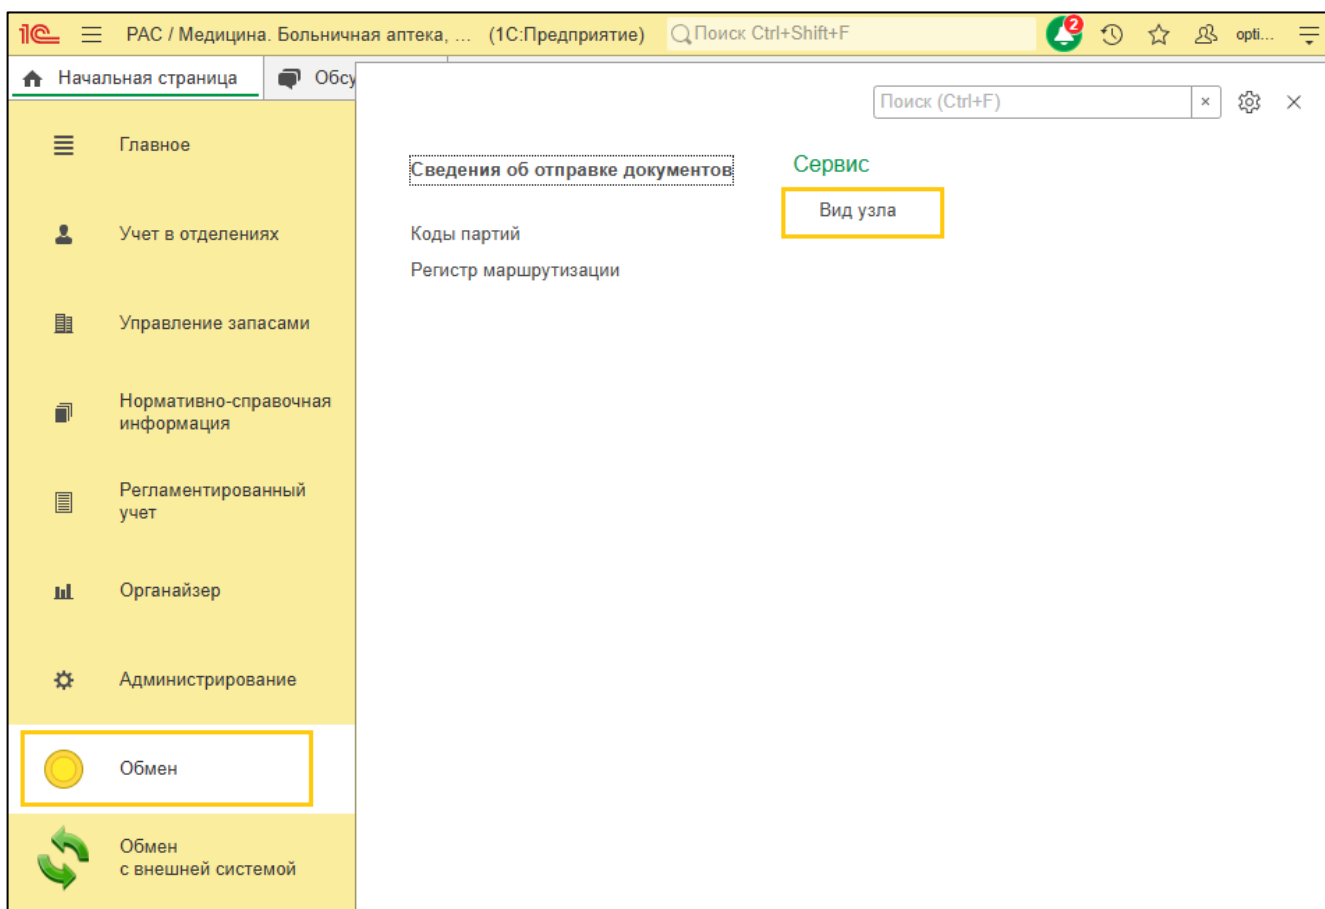 РАС / Медицина. Больничная аптека, ... (1С:Предприятие) Поиск Ctrl+Shift+F 2 opti...
Начальная страница Обсу
Поиск (Ctrl+F) ×
Главное
Сведения об отправке документов
Сервис
Вид узла
Учет в отделениях
Коды партий
Регистр маршрутизации
Управление запасами
Нормативно-справочная
информация
Регламентированный
учет
Органайзер
Администрирование
Обмен
Обмен
с внешней системой